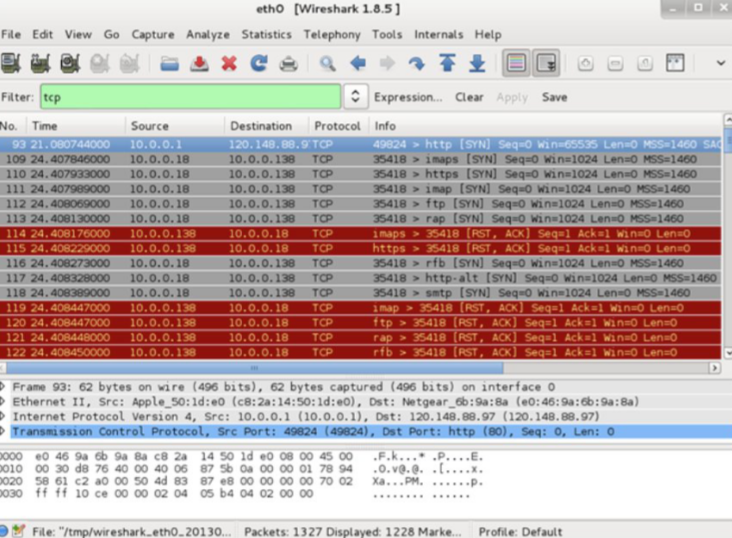 eth0 [Wireshark 1.8.5 ]
File Edit View Go Capture Analyze Statistics Telephony Tools Internals Help
Filter: tcp Expression... Clear Apply Save
No. Time Source Destination Protocol Info
93 21.080744000 10.0.0.1 120.148.88.9 TCP 49824 > http [SYN] Seq=0 Win=65535 Len=0 MSS=1460 SAC
109 24.407846000 10.0.0.18 10.0.0.138 TCP 35418 > imaps [SYN] Seq=0 Win=1024 Len=0 MSS=1460
110 24.407933000 10.0.0.18 10.0.0.138 TCP 35418 > https [SYN] Seq=0 Win=1024 Len=0 MSS=1460
111 24.407989000 10.0.0.18 10.0.0.138 TCP 35418 > imap [SYN] Seq=0 Win=1024 Len=0 MSS=1460
112 24.408069000 10.0.0.18 10.0.0.138 TCP 35418 > ftp [SYN] Seq=0 Win=1024 Len=0 MSS=1460
113 24.408130000 10.0.0.18 10.0.0.138 TCP 35418 > rap [SYN] Seq=0 Win=1024 Len=0 MSS=1460
114 24.408176000 10.0.0.138 10.0.0.18 TCP imaps > 35418 [RST, ACK] Seq=1 Ack=1 Win=0 Len=0
115 24.408229000 10.0.0.138 10.0.0.18 TCP https > 35418 [RST, ACK] Seq=1 Ack=1 Win=0 Len=0
116 24.408273000 10.0.0.18 10.0.0.138 TCP 35418 > rfb [SYN] Seq=0 Win=1024 Len=0 MSS=1460
117 24.408328000 10.0.0.18 10.0.0.138 TCP 35418 > http-alt [SYN] Seq=0 Win=1024 Len=0 MSS=1460
118 24.408389000 10.0.0.18 10.0.0.138 TCP 35418 > smtp [SYN] Seq=0 Win=1024 Len=0 MSS=1460
119 24.408447000 10.0.0.138 10.0.0.18 TCP imap > 35418 [RST, ACK] Seq=1 Ack=1 Win=0 Len=0
120 24.408447000 10.0.0.138 10.0.0.18 TCP ftp > 35418 [RST, ACK] Seq=1 Ack=1 Win=0 Len=0
121 24.408448000 10.0.0.138 10.0.0.18 TCP rap > 35418 [RST, ACK] Seq=1 Ack=1 Win=0 Len=0
122 24.408450000 10.0.0.138 10.0.0.18 TCP rfb > 35418 [RST, ACK] Seq=1 Ack=1 Win=0 Len=0
Frame 93: 62 bytes on wire (496 bits), 62 bytes captured (496 bits) on interface 0
Ethernet II, Src: Apple_50:1d:e0 (c8:2a:14:50:1d:e0), Dst: Netgear_6b:9a:8a (e0:46:9a:6b:9a:8a)
Internet Protocol Version 4, Src: 10.0.0.1 (10.0.0.1), Dst: 120.148.88.97 (120.148.88.97)
Transmission Control Protocol, Src Port: 49824 (49824), Dst Port: http (80), Seq: 0, Len: 0
0000 e0 46 9a 6b 9a 8a c8 2a 14 50 1d e0 08 00 45 00 .F.k...* .P....E.
0010 00 30 d8 76 40 00 40 06 87 5b 0a 00 00 01 78 94 .0.v@.@. .[....x.
0020 58 61 c2 a0 00 50 4d 83 87 e8 00 00 00 00 70 02 Xa...PM. ......p.
0030 ff ff 10 ce 00 00 02 04 05 b4 04 02 00 00 ........ ......
File: "/tmp/wireshark_eth0_20130... Packets: 1327 Displayed: 1228 Marke... Profile: Default